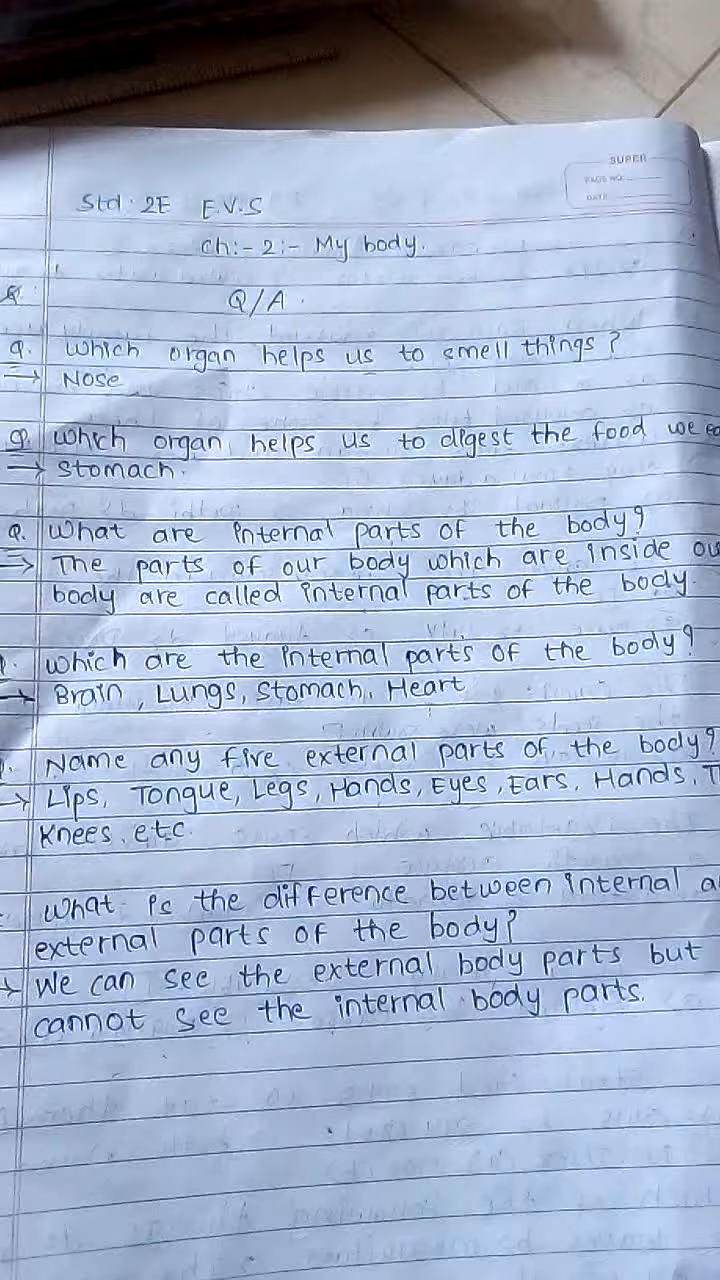 SUPER
PAGE NO.
DATE
Std: 2E E.V.S
Ch:- 2:- My body.
Q/A.
Q. Which organ helps us to smell things?
→ Nose
Q Which organ helps us to digest the food we
→ Stomach.
Q. What are internal parts of the body?
→ The parts of our body which are inside
body are called internal parts of the body.
which are the internal parts of the body?
→ Brain, Lungs, Stomach, Heart
Name any five external parts of the body?
→ Lips, Tongue, Legs, Hands, Eyes, Ears, Hands,
Knees, etc.
What is the difference between internal
external parts of the body?
→ We can see the external body parts but
cannot see the internal body parts.